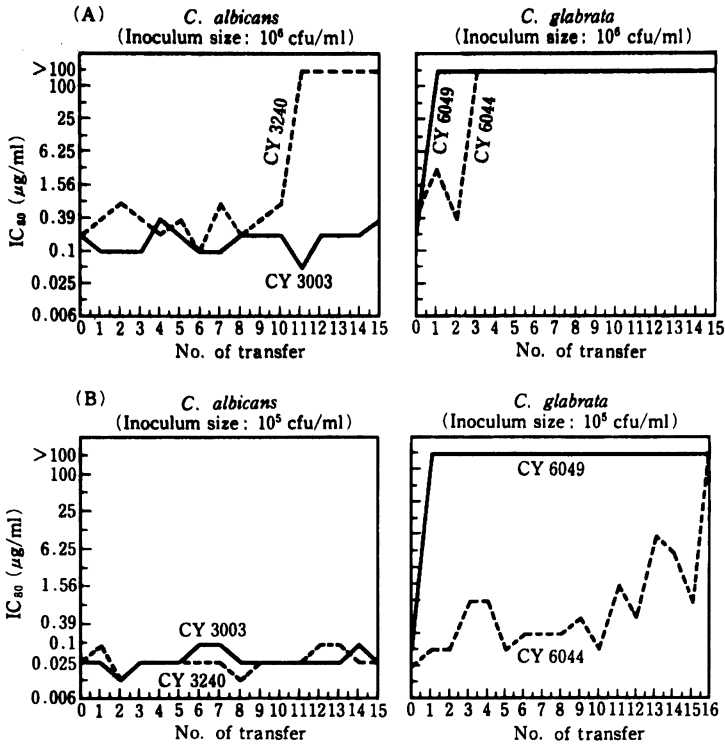 (A)
C. albicans
(Inoculum size: 10⁶ cfu/ml)
C. glabrata
(Inoculum size: 10⁶ cfu/ml)
IC₈₀ (μg/ml)
>100
100
25
6.25
1.56
0.39
0.1
0.025
0.006
CY 3240
CY 3003
CY 6049
CY 6044
0 1 2 3 4 5 6 7 8 9 10 11 12 13 14 15
No. of transfer
0 1 2 3 4 5 6 7 8 9 10 11 12 13 14 15
No. of transfer
(B)
C. albicans
(Inoculum size: 10⁵ cfu/ml)
C. glabrata
(Inoculum size: 10⁵ cfu/ml)
IC₈₀ (μg/ml)
>100
100
25
6.25
1.56
0.39
0.1
0.025
0.006
CY 3003
CY 3240
CY 6049
CY 6044
0 1 2 3 4 5 6 7 8 9 10 11 12 13 14 15
No. of transfer
0 1 2 3 4 5 6 7 8 9 10 11 12 13 14 15 16
No. of transfer